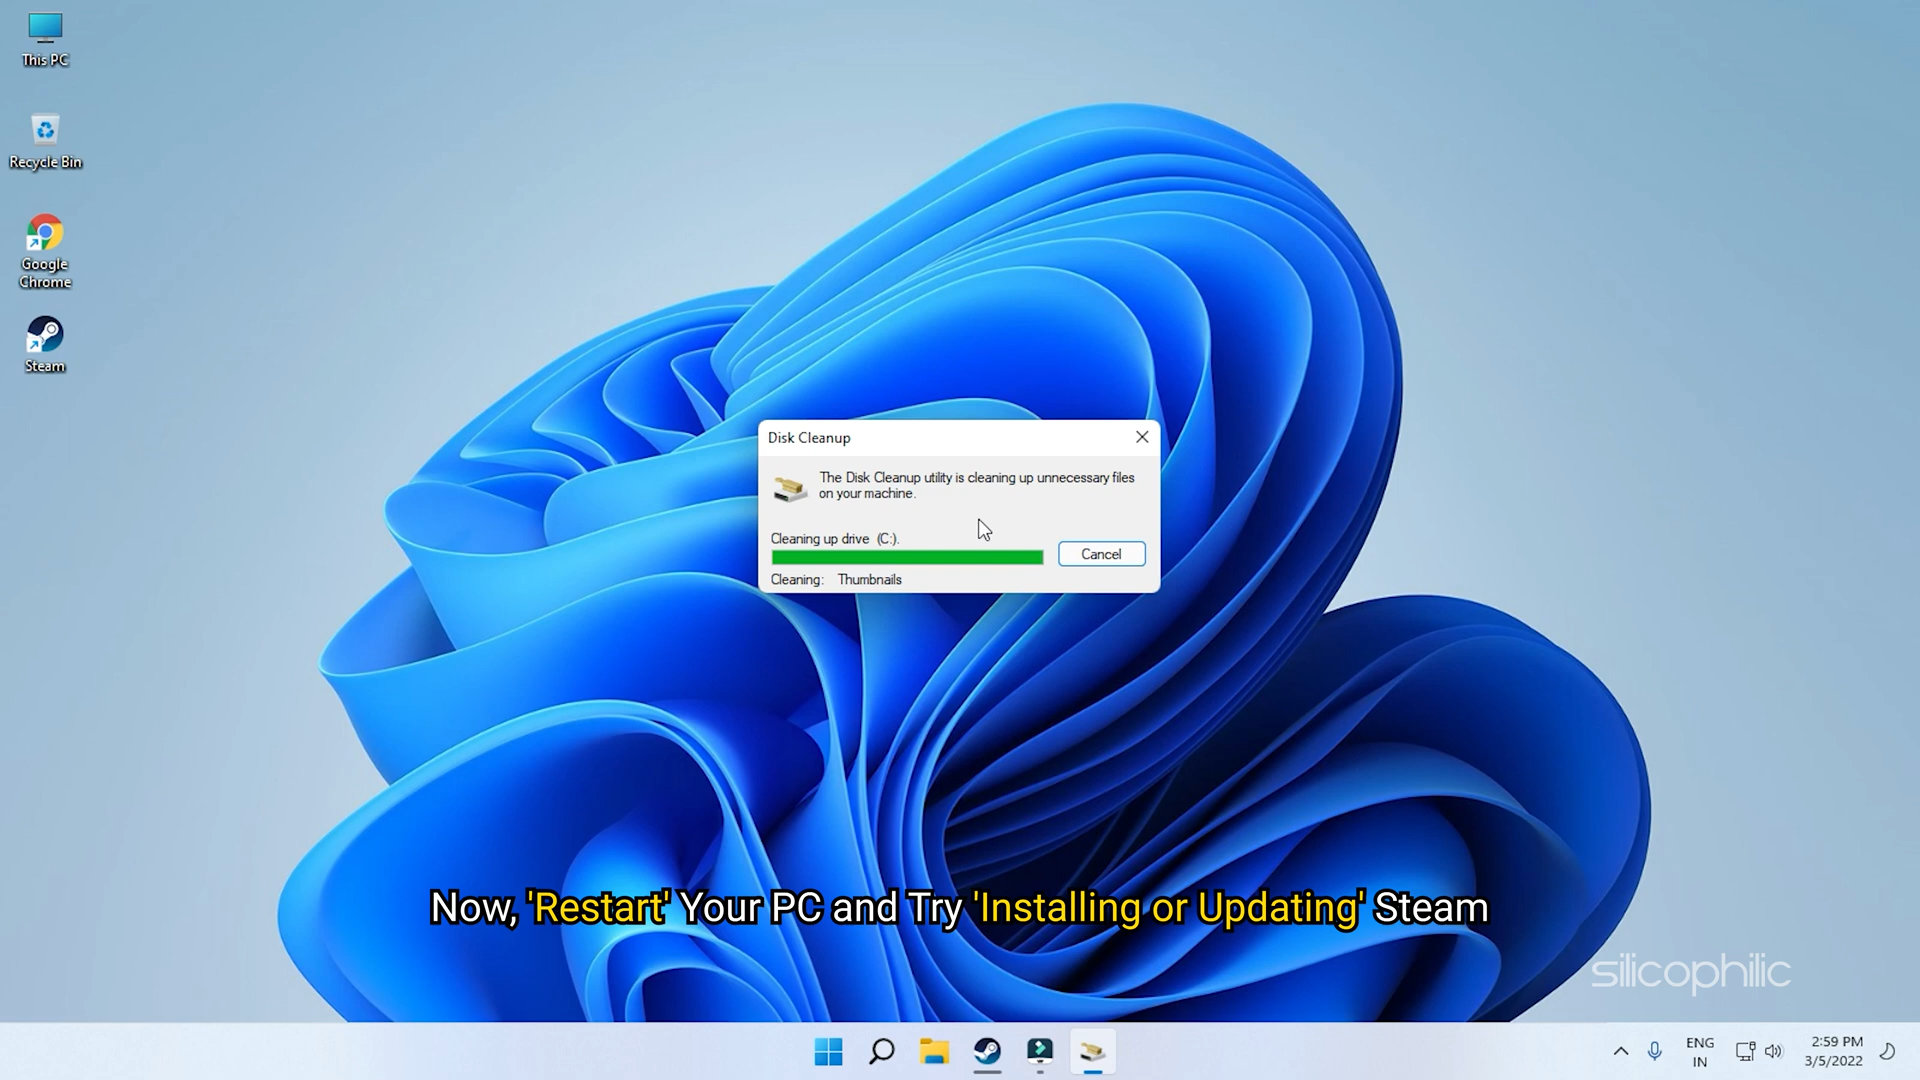 This PC
Recycle Bin
Google
Chrome
Steam
Disk Cleanup
The Disk Cleanup utility is cleaning up unnecessary files
on your machine.
Cleaning up drive (C:).
Cancel
Cleaning: Thumbnails
Now, 'Restart' Your PC and Try 'Installing or Updating' Steam
silicophilic
ENG
IN
2:59 PM
3/5/2022